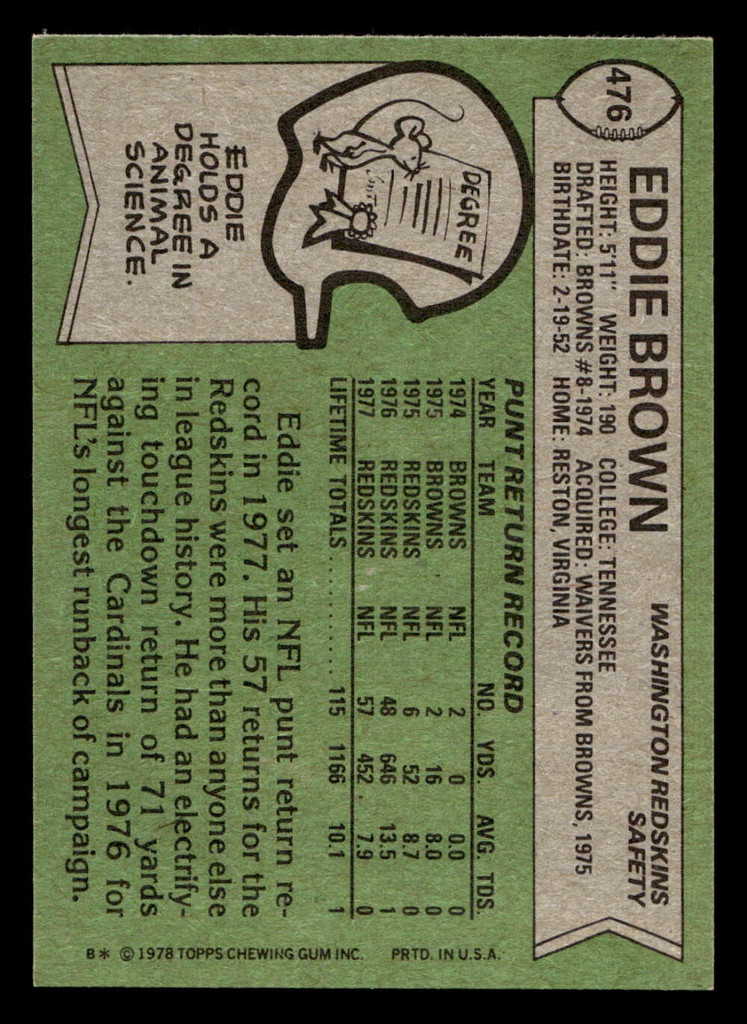 476
EDDIE BROWN
WASHINGTON REDSKINS
SAFETY
HEIGHT: 5'11" WEIGHT: 190 COLLEGE: TENNESSEE
DRAFTED: BROWNS #8-1974 ACQUIRED: WAIVERS FROM BROWNS, 1975
BIRTHDATE: 2-19-52 HOME: RESTON, VIRGINIA
PUNT RETURN RECORD
YEAR TEAM NO. YDS. AVG. TDS.
1974 BROWNS NFL 2 0 0.0 0
1975 BROWNS NFL 2 16 8.0 0
1975 REDSKINS NFL 6 52 8.7 0
1976 REDSKINS NFL 48 646 13.5 1
1977 REDSKINS NFL 57 452 7.9 0
LIFETIME TOTALS .......... 115 1166 10.1 1
Eddie set an NFL punt return re-
cord in 1977. His 57 returns for the
Redskins were more than anyone else
in league history. He had an electrify-
ing touchdown return of 71 yards
against the Cardinals in 1976 for
NFL's longest runback of campaign.
DEGREE
EDDIE
HOLDS A
DEGREE IN
ANIMAL
SCIENCE.
B* © 1978 TOPPS CHEWING GUM INC. PRTD. IN U.S.A.